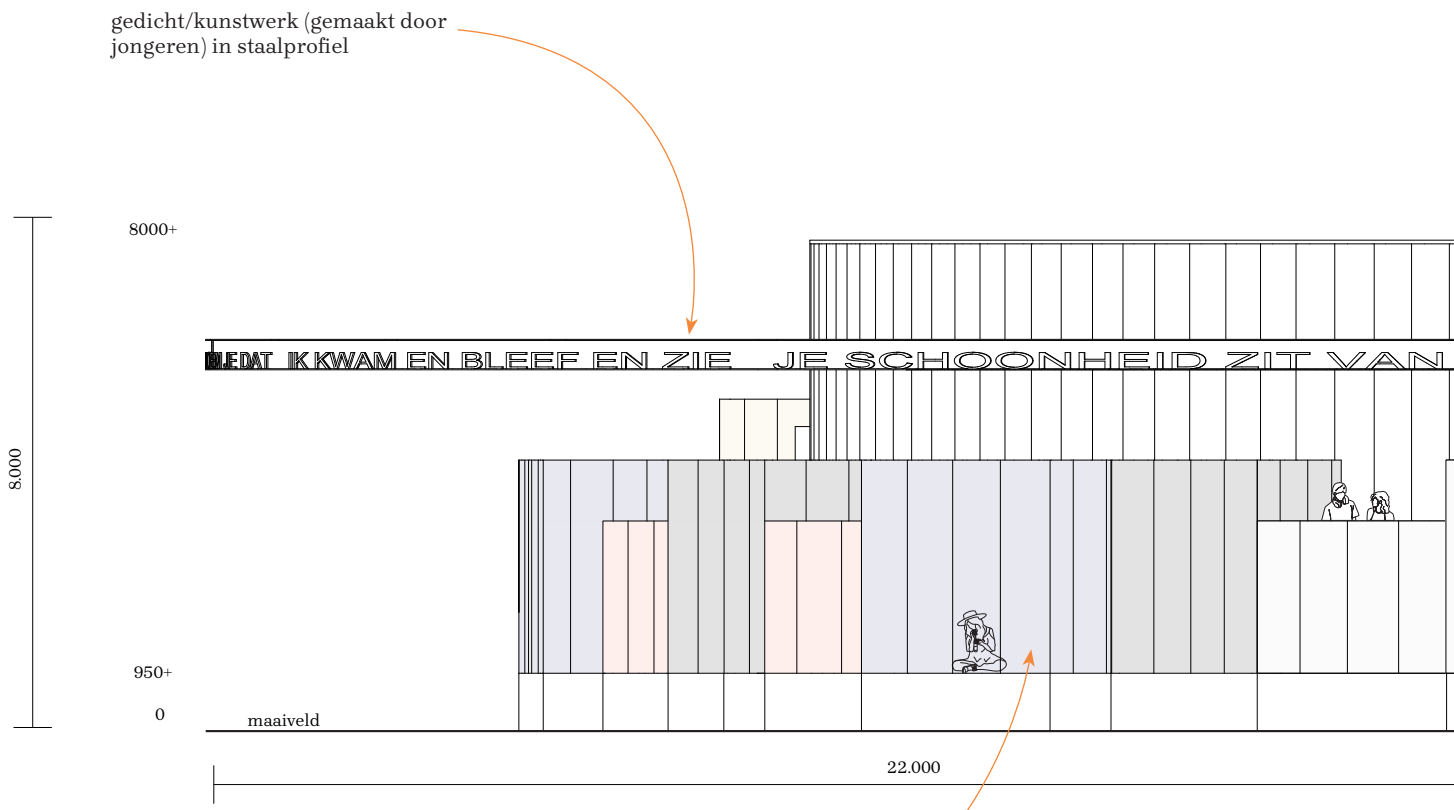 gedicht/kunstwerk (gemaakt door
jongeren) in staalprofiel
8000+
DAT IK KWAM EN BLEEF EN ZIE JE SCHOONHEID ZIT VAN
8.000
950+
0
maaiveld
22.000